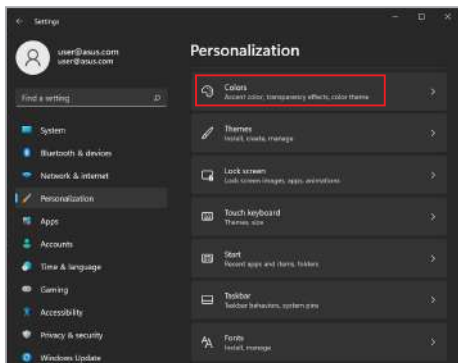 Settings
user@asus.com
user@asus.com
Find a setting
System
Bluetooth & devices
Network & internet
Personalization
Apps
Accounts
Time & language
Gaming
Accessibility
Privacy & security
Windows Update
Personalization
Colors
Accent color, transparency effects, color theme
Themes
Install, create, manage
Lock screen
Lock screen images, apps, animations
Touch keyboard
Themes, size
Start
Recent apps and items, folders
Taskbar
Taskbar behaviors, system pins
Fonts
Install, manage